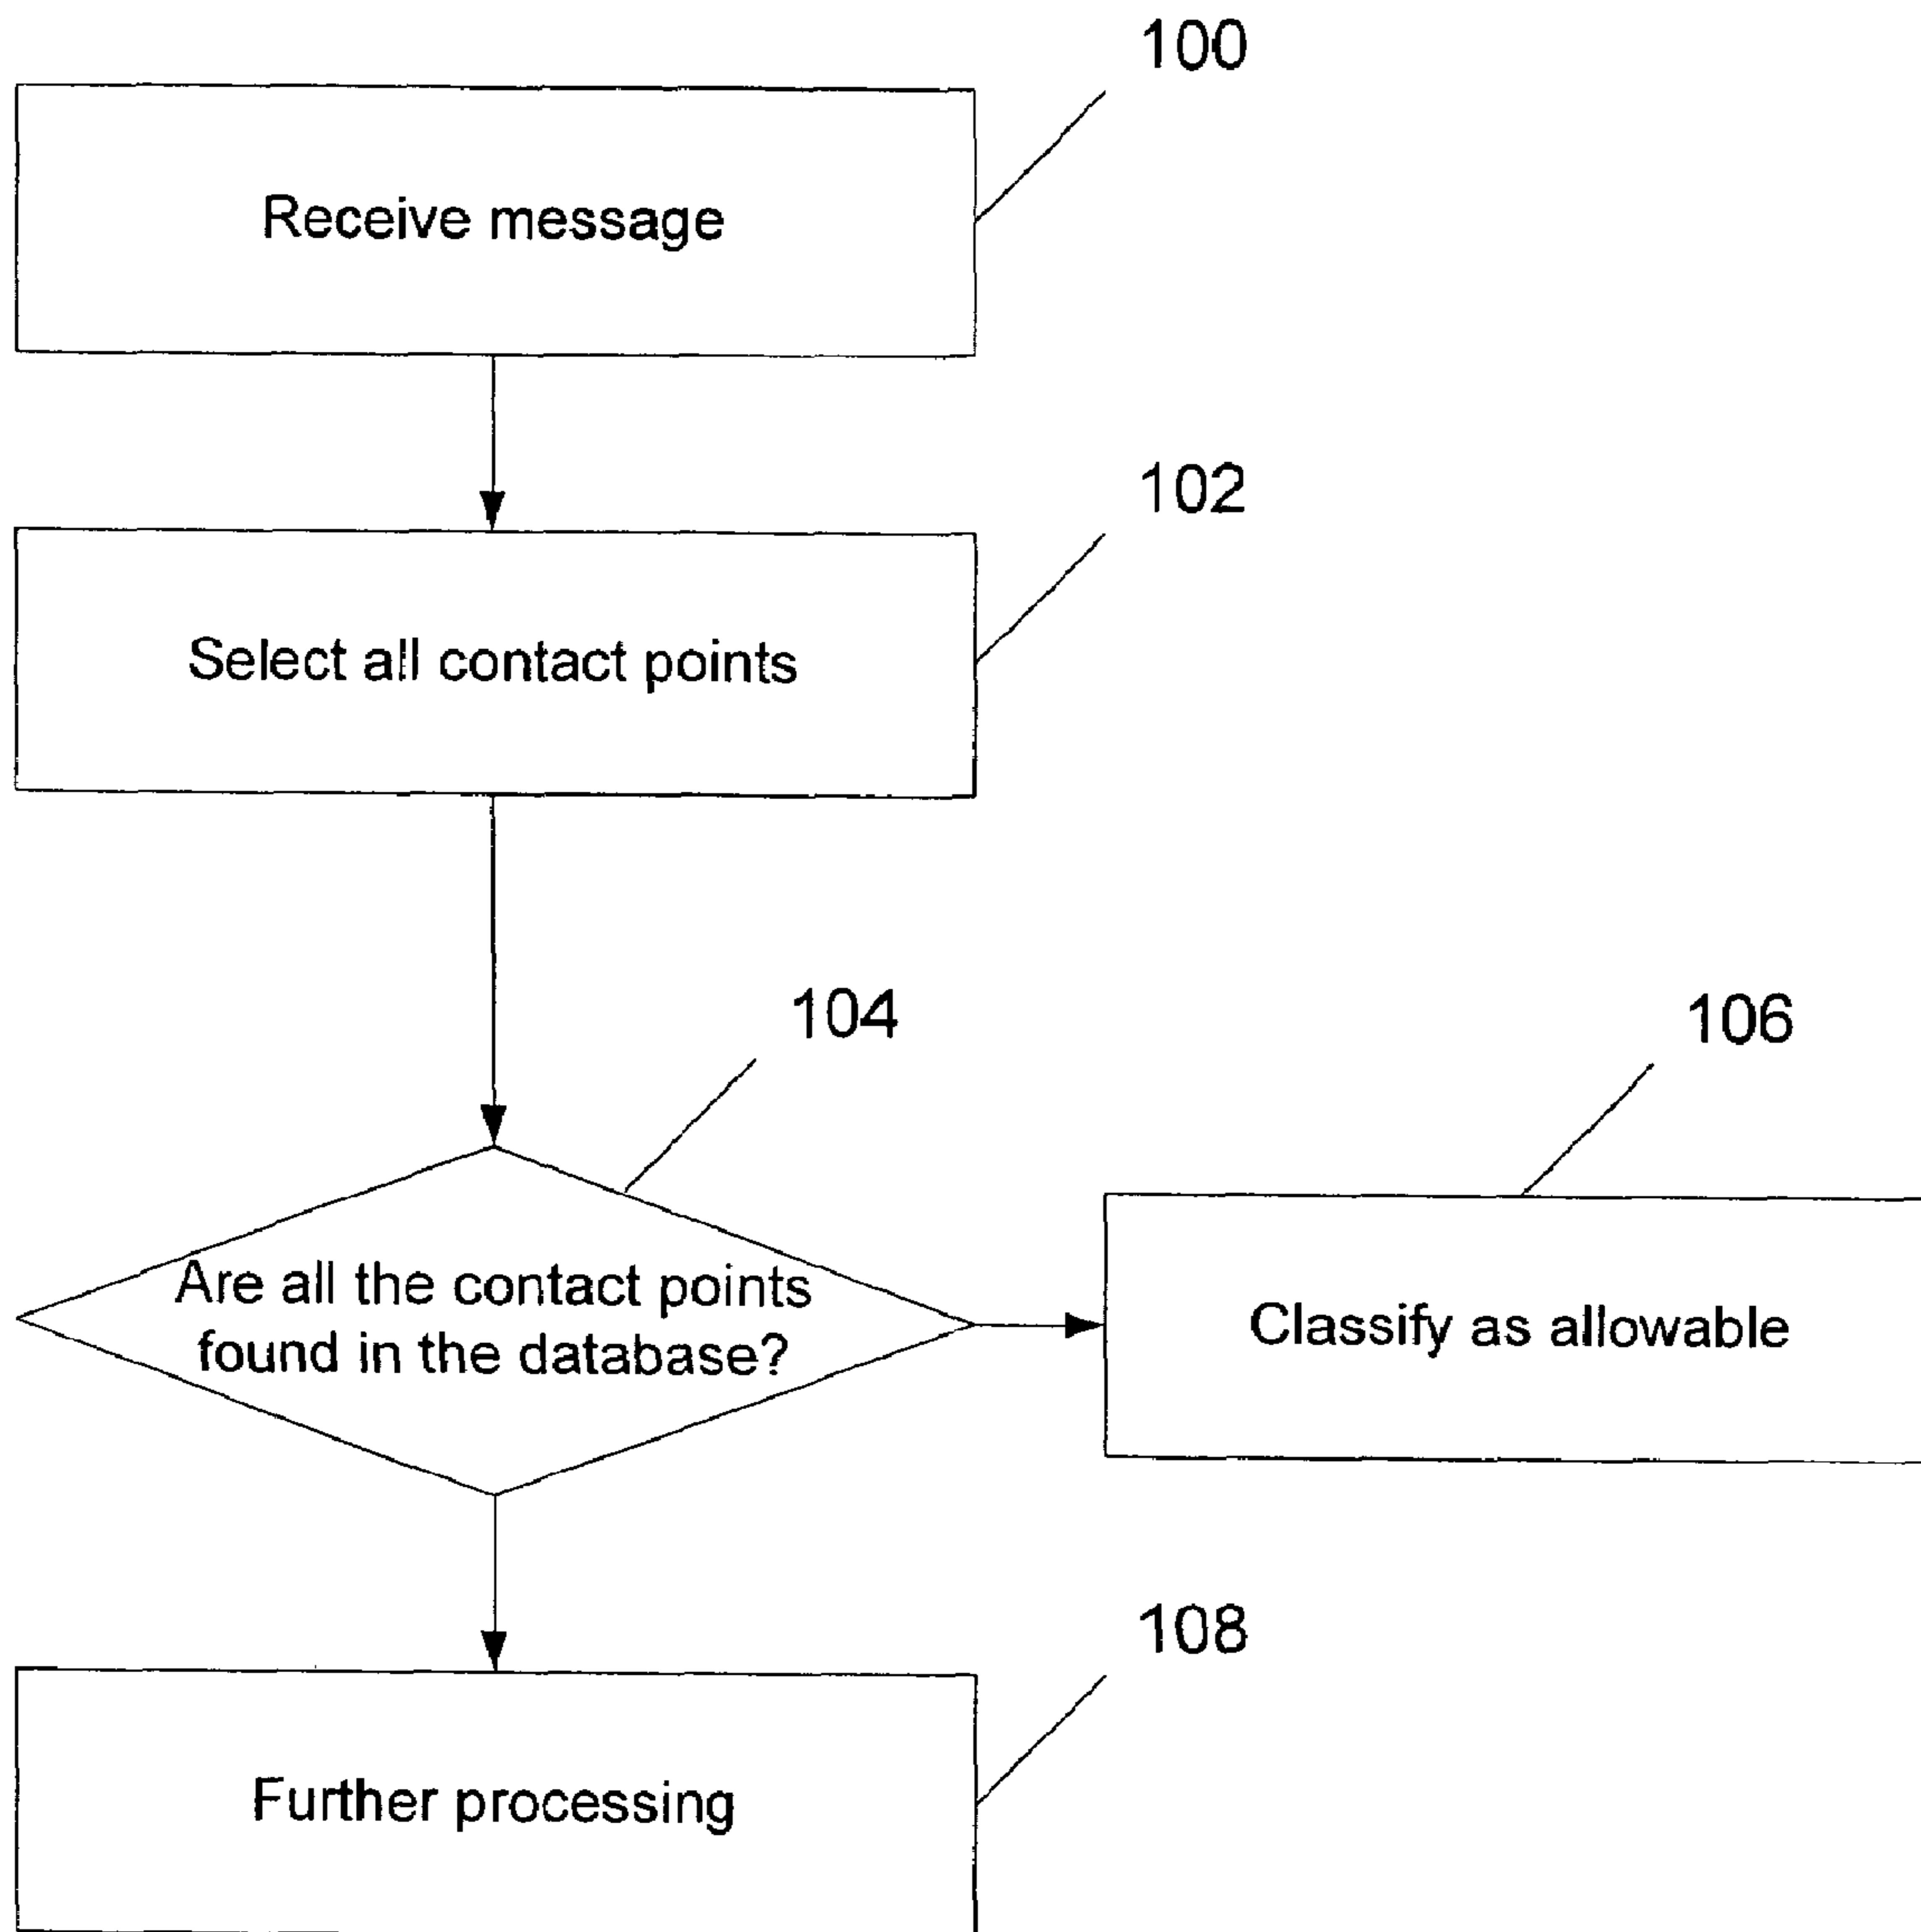 100
Receive message
102
Select all contact points
104
106
Are all the contact points
found in the database?
Classify as allowable
108
Further processing